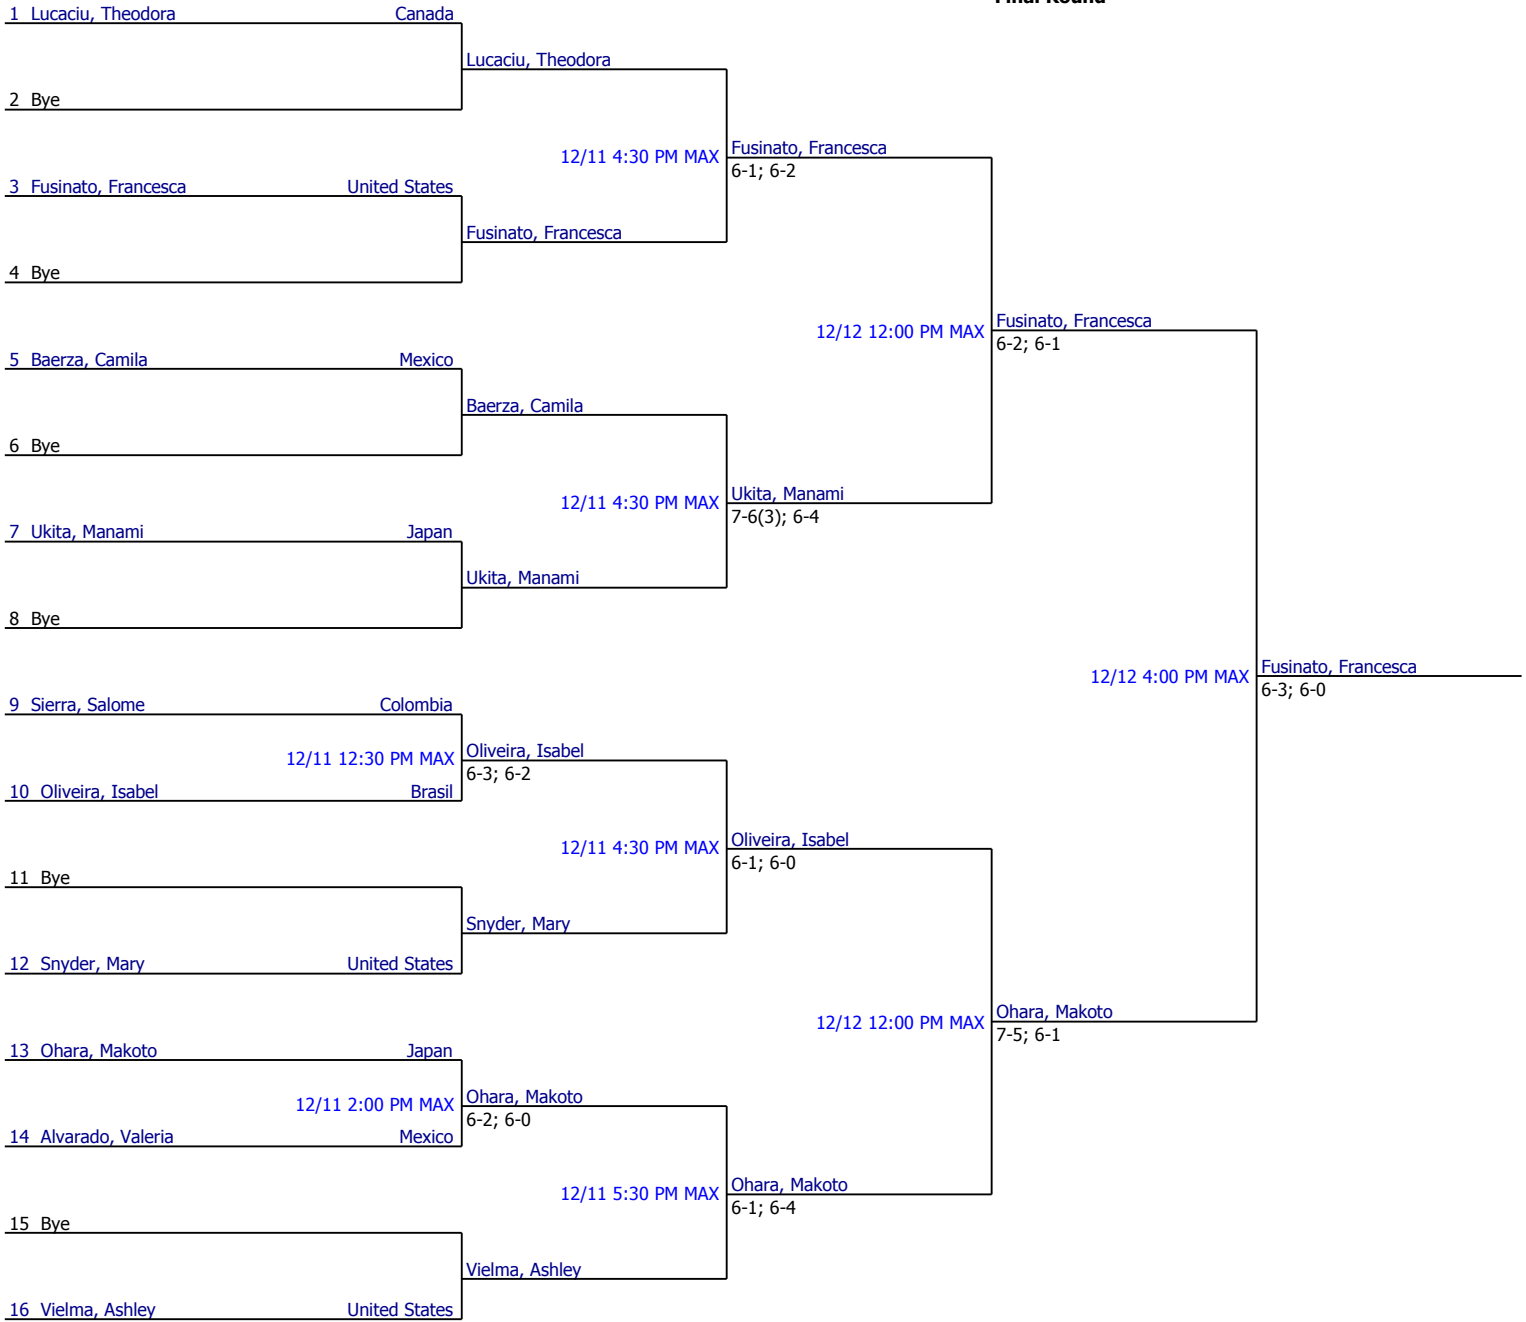 Final Round
1 Lucaciu, Theodora Canada
Lucaciu, Theodora
2 Bye
12/11 4:30 PM MAX Fusinato, Francesca
6-1; 6-2
3 Fusinato, Francesca United States
Fusinato, Francesca
4 Bye
12/12 12:00 PM MAX Fusinato, Francesca
6-2; 6-1
5 Baerza, Camila Mexico
Baerza, Camila
6 Bye
12/11 4:30 PM MAX Ukita, Manami
7-6(3); 6-4
7 Ukita, Manami Japan
Ukita, Manami
8 Bye
12/12 4:00 PM MAX Fusinato, Francesca
6-3; 6-0
9 Sierra, Salome Colombia
12/11 12:30 PM MAX Oliveira, Isabel
6-3; 6-2
10 Oliveira, Isabel Brasil
12/11 4:30 PM MAX Oliveira, Isabel
6-1; 6-0
11 Bye
Snyder, Mary
12 Snyder, Mary United States
12/12 12:00 PM MAX Ohara, Makoto
7-5; 6-1
13 Ohara, Makoto Japan
12/11 2:00 PM MAX Ohara, Makoto
6-2; 6-0
14 Alvarado, Valeria Mexico
12/11 5:30 PM MAX Ohara, Makoto
6-1; 6-4
15 Bye
Vielma, Ashley
16 Vielma, Ashley United States